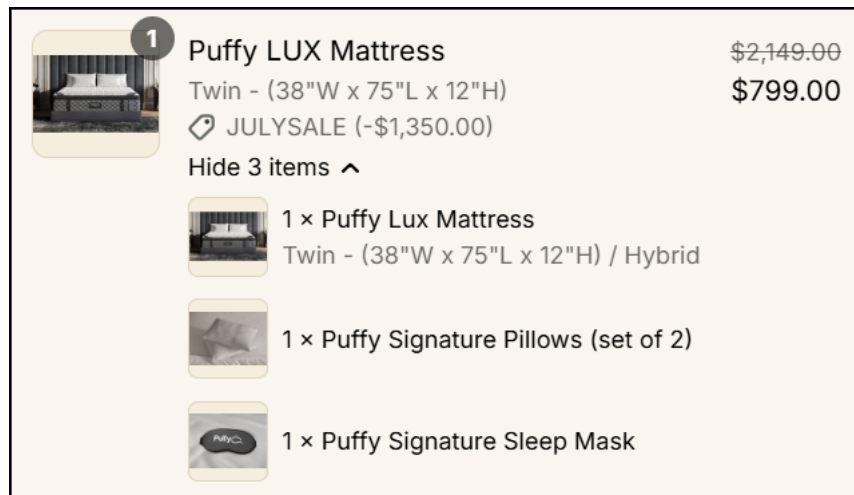 1
Puffy LUX Mattress
$2,149.00
Twin - (38"W x 75"L x 12"H)
$799.00
JULYSALE (-$1,350.00)
Hide 3 items
1 × Puffy Lux Mattress
Twin - (38"W x 75"L x 12"H) / Hybrid
1 × Puffy Signature Pillows (set of 2)
Puffy
1 × Puffy Signature Sleep Mask